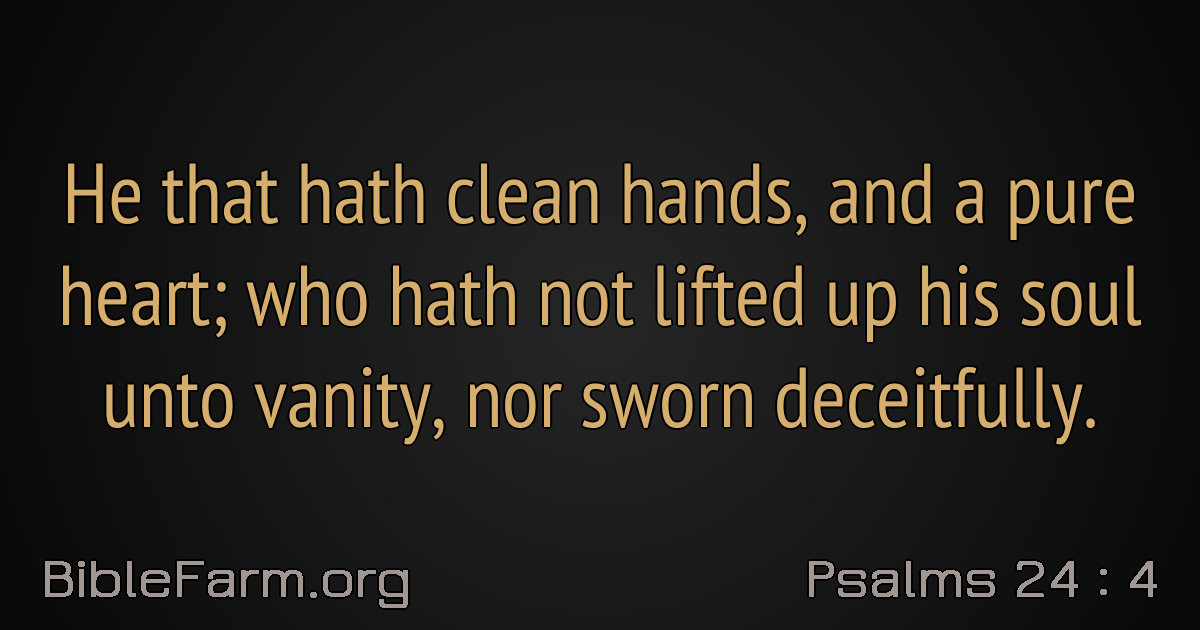 He that hath clean hands, and a pure
heart; who hath not lifted up his soul
unto vanity, nor sworn deceitfully.
BibleFarm.org
Psalms 24 : 4